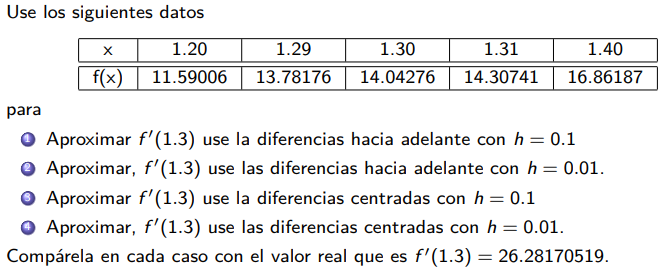 Use los siguientes datos
x 1.20 1.29 1.30 1.31 1.40
f(x) 11.59006 13.78176 14.04276 14.30741 16.86187
para
1 Aproximar f′(1.3) use la diferencias hacia adelante con h = 0.1
2 Aproximar, f′(1.3) use las diferencias hacia adelante con h = 0.01.
3 Aproximar f′(1.3) use la diferencias centradas con h = 0.1
4 Aproximar, f′(1.3) use las diferencias centradas con h = 0.01.
Compárela en cada caso con el valor real que es f′(1.3) = 26.28170519.